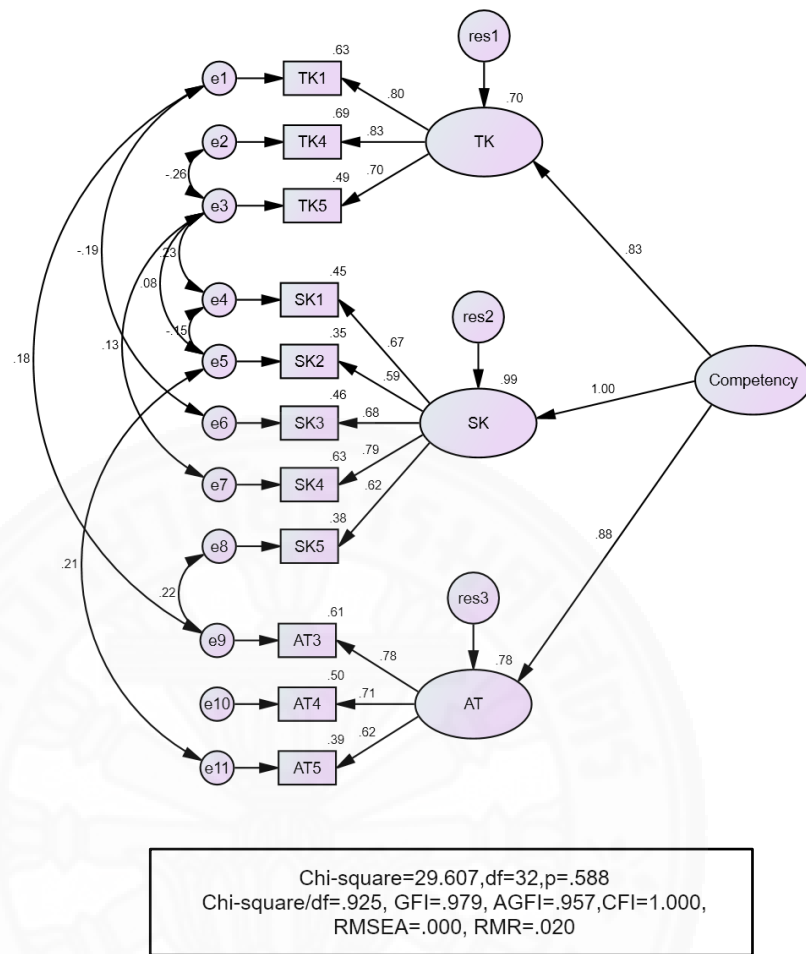 res1
.63
e1
TK1
.70
.80
.69
e2
TK4
.83
TK
-.26
.70
.49
e3
TK5
.83
-.19
.23
.08
.45
e4
SK1
res2
-.15
.18
.13
.35
.67
e5
SK2
.59
.99
1.00
Competency
.46
e6
SK3
.68
SK
.63
.79
e7
SK4
.62
.38
.88
e8
SK5
.21
.22
res3
.61
e9
AT3
.78
.78
.50
e10
AT4
.71
AT
.62
.39
e11
AT5
Chi-square=29.607,df=32,p=.588
Chi-square/df=.925, GFI=.979, AGFI=.957,CFI=1.000,
RMSEA=.000, RMR=.020